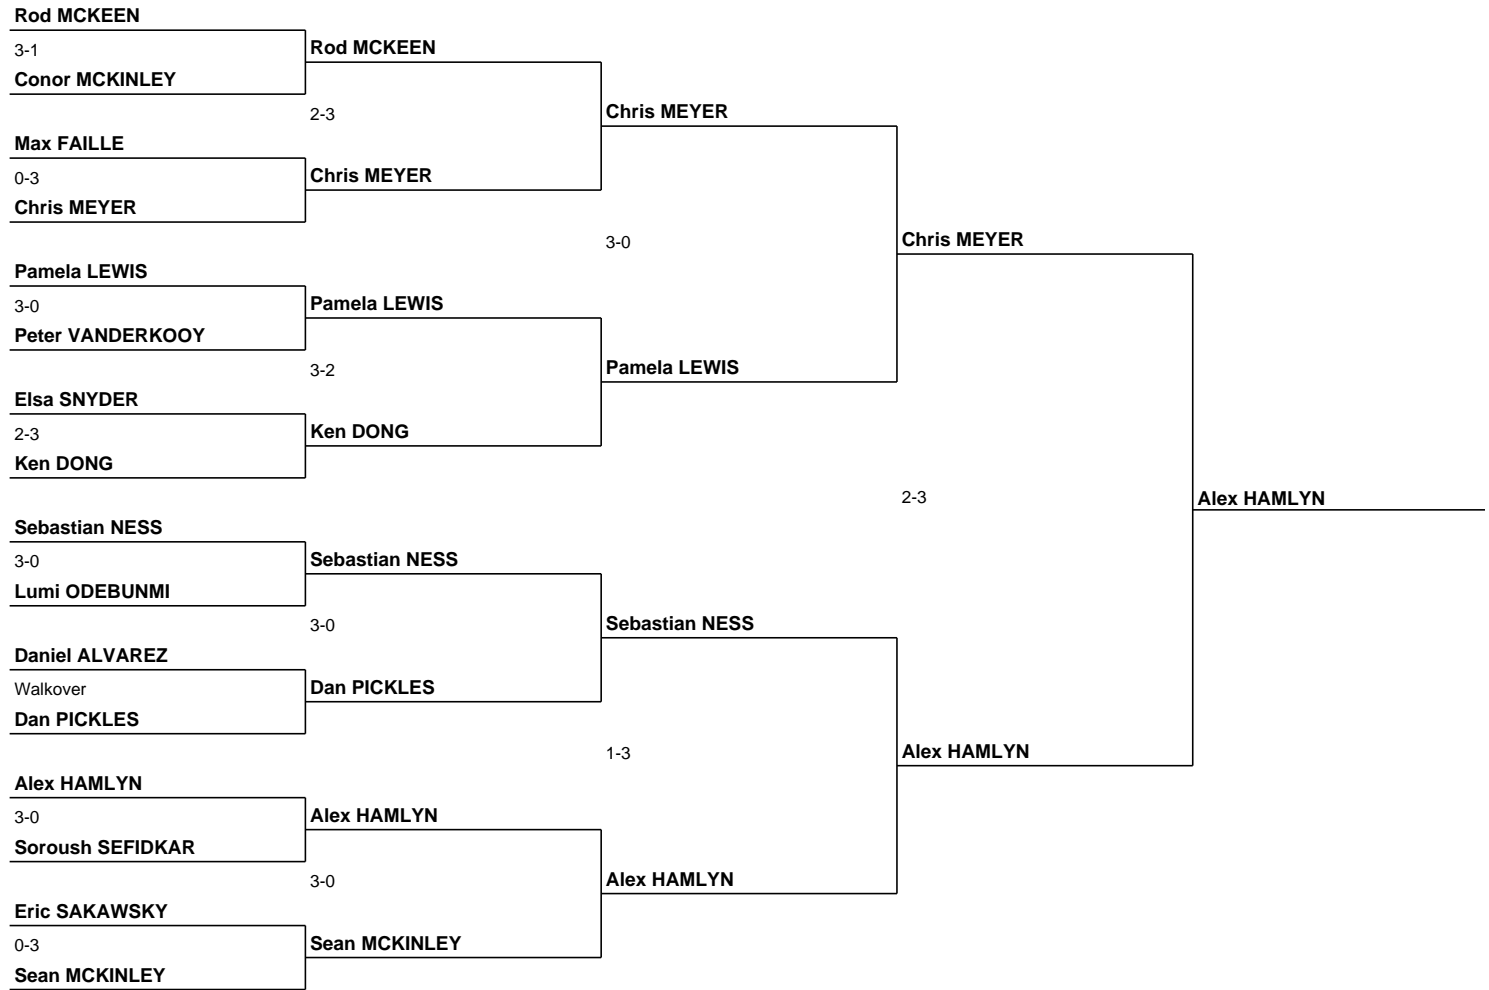 Rod MCKEEN
3-1
Conor MCKINLEY
Max FAILLE
0-3
Chris MEYER
Pamela LEWIS
3-0
Peter VANDERKOOY
Elsa SNYDER
2-3
Ken DONG
Sebastian NESS
3-0
Lumi ODEBUNMI
Daniel ALVAREZ
Walkover
Dan PICKLES
Alex HAMLYN
3-0
Soroush SEFIDKAR
Eric SAKAWSKY
0-3
Sean MCKINLEY
Rod MCKEEN
2-3
Chris MEYER
Pamela LEWIS
3-2
Ken DONG
Sebastian NESS
3-0
Dan PICKLES
Alex HAMLYN
3-0
Sean MCKINLEY
Chris MEYER
3-0
Pamela LEWIS
Sebastian NESS
1-3
Alex HAMLYN
Chris MEYER
2-3
Alex HAMLYN
Alex HAMLYN